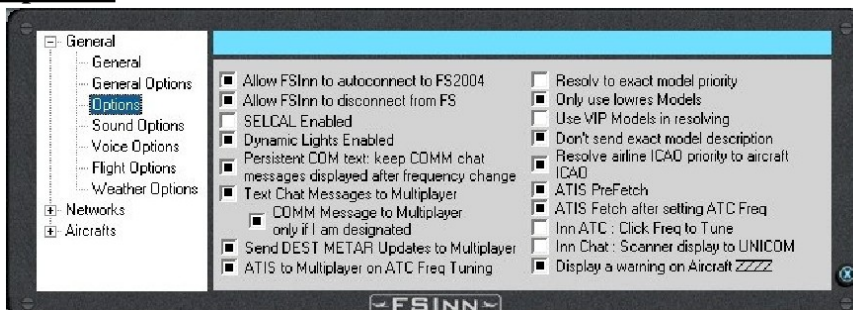 General
General
General Options
Options
Sound Options
Voice Options
Flight Options
Weather Options
Networks
Aircrafts
Allow FSInn to autoconnect to FS2004
Allow FSInn to disconnect from FS
SELCAL Enabled
Dynamic Lights Enabled
Persistent COM text: keep COMM chat
messages displayed after frequency change
Text Chat Messages to Multiplayer
COMM Message to Multiplayer
only if I am designated
Send DEST METAR Updates to Multiplayer
ATIS to Multiplayer on ATC Freq Tuning
Resolv to exact model priority
Only use lowres Models
Use VIP Models in resolving
Don't send exact model description
Resolve airline ICAO priority to aircraft
ICAO
ATIS PreFetch
ATIS Fetch after setting ATC Freq
Inn ATC : Click Freq to Tune
Inn Chat : Scanner display to UNICOM
Display a warning on Aircraft ZZZZ
FSINN